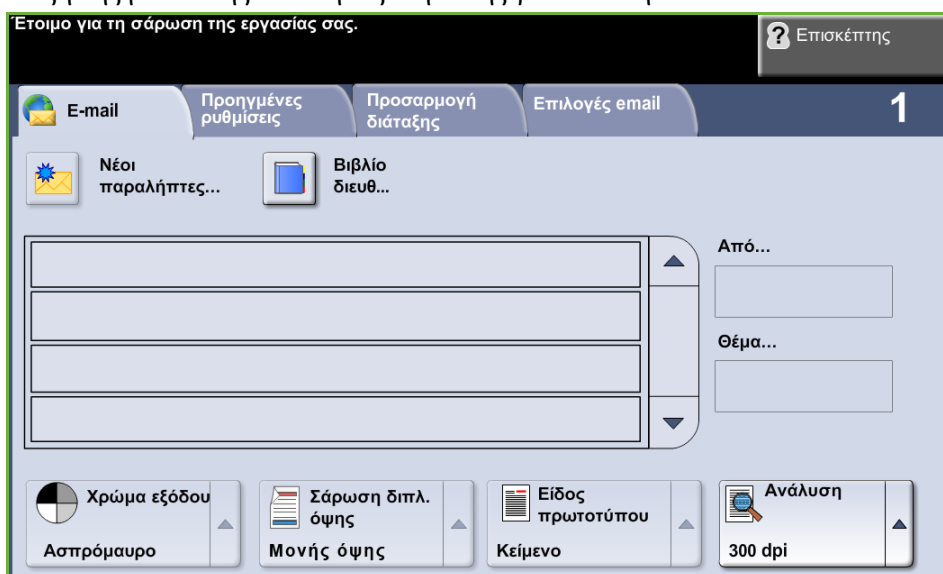 Έτοιμο για τη σάρωση της εργασίας σας.
? Επισκέπτης
E-mail
Προηγμένες
ρυθμίσεις
Προσαρμογή
διάταξης
Επιλογές email
1
Νέοι
παραλήπτες...
Βιβλίο
διευθ...
Από...
Θέμα...
Χρώμα εξόδου
Ασπρόμαυρο
Σάρωση διπλ.
όψης
Μονής όψης
Είδος
πρωτοτύπου
Κείμενο
Ανάλυση
300 dpi